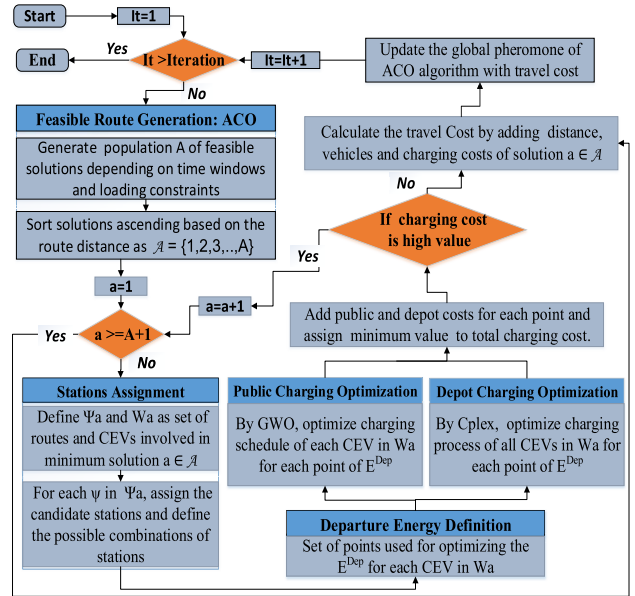 Start
It=1
End
Yes
It >Iteration
It=It+1
Update the global pheromone of
ACO algorithm with travel cost
No
Feasible Route Generation: ACO
Generate population A of feasible
solutions depending on time windows
and loading constraints
Sort solutions ascending based on the
route distance as 𝒜 = {1,2,3,..,A}
Calculate the travel Cost by adding distance,
vehicles and charging costs of solution a ∈ 𝒜
No
If charging cost
is high value
Yes
a=1
a=a+1
Yes
a >=A+1
No
Add public and depot costs for each point and
assign minimum value to total charging cost.
Stations Assignment
Define Ψa and Wa as set of
routes and CEVs involved in
minimum solution a ∈ 𝒜
For each ψ in Ψa, assign the
candidate stations and define
the possible combinations of
stations
Public Charging Optimization
By GWO, optimize charging
schedule of each CEV in Wa
for each point of E^Dep
Depot Charging Optimization
By Cplex, optimize charging
process of all CEVs in Wa for
each point of E^Dep
Departure Energy Definition
Set of points used for optimizing the
E^Dep for each CEV in Wa